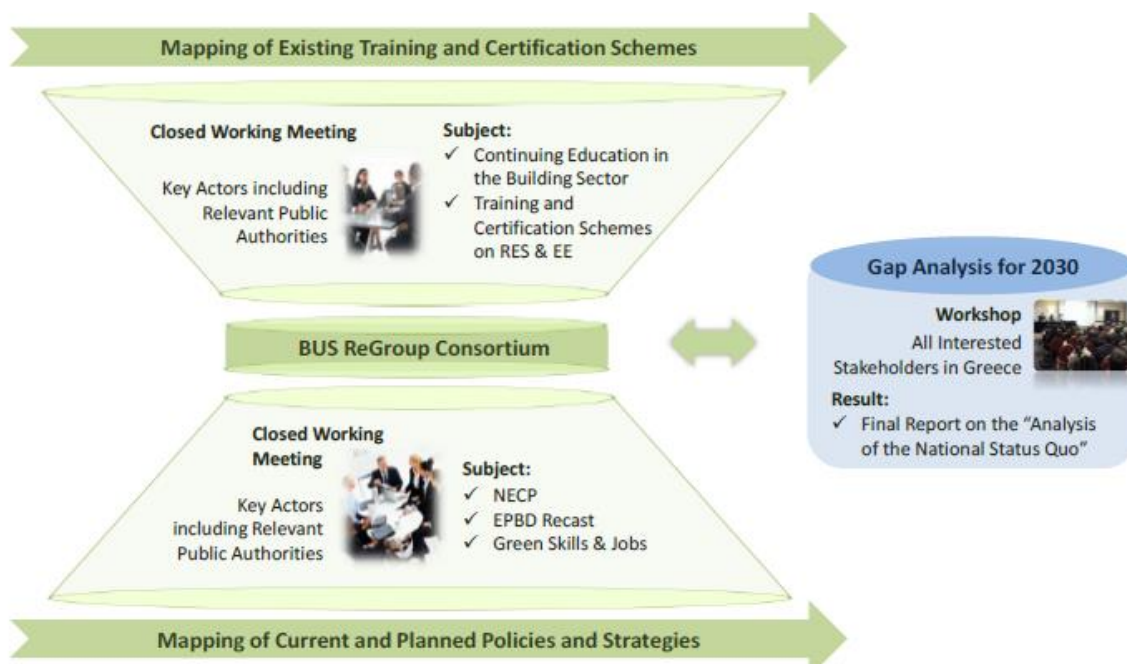 Mapping of Existing Training and Certification Schemes
Closed Working Meeting
Key Actors including
Relevant Public
Authorities
Subject:
✓ Continuing Education in
the Building Sector
✓ Training and
Certification Schemes
on RES & EE
BUS ReGroup Consortium
Closed Working
Meeting
Key Actors
including Relevant
Public Authorities
Subject:
✓ NECP
✓ EPBD Recast
✓ Green Skills & Jobs
Mapping of Current and Planned Policies and Strategies
Gap Analysis for 2030
Workshop
All Interested
Stakeholders in Greece
Result:
✓ Final Report on the “Analysis
of the National Status Quo”